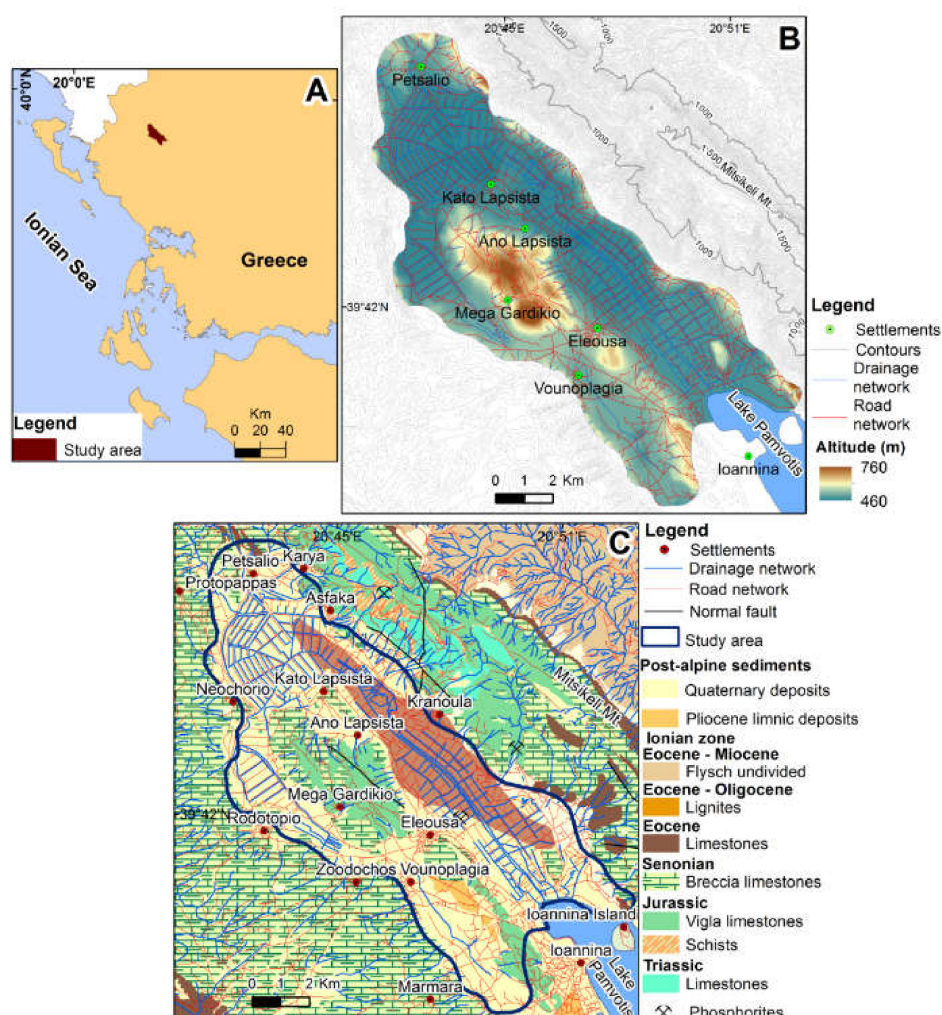 A
20°0'E
40°0'N
Ionian Sea
Greece
Legend
Study area
Km
0 20 40
B
20°45'E
20°51'E
39°42'N
1500
1000
1000
1500
1000
1500
1000
1000
Petsalio
Kato Lapsista
Ano Lapsista
Mega Gardikio
Eleousa
Vounoplagia
Mitsikeli Mt.
Lake Pamvotis
Ioannina
0 1 2 Km
Legend
Settlements
Contours
Drainage
network
Road
network
Altitude (m)
760
460
C
20°45'E
20°51'E
39°42'N
Petsalio
Karya
Protopappas
Asfaka
Neochorio
Kato Lapsista
Kranoula
Ano Lapsista
Mitsikeli Mt.
Mega Gardikio
Rodotopio
Eleousa
Zoodochos
Vounoplagia
Ioannina Island
Ioannina
Lake
Pamvotis
Marmara
0 1 2 Km
Legend
Settlements
Drainage network
Road network
Normal fault
Study area
Post-alpine sediments
Quaternary deposits
Pliocene limnic deposits
Ionian zone
Eocene - Miocene
Flysch undivided
Eocene - Oligocene
Lignites
Eocene
Limestones
Senonian
Breccia limestones
Jurassic
Vigla limestones
Schists
Triassic
Limestones
Phosphorites